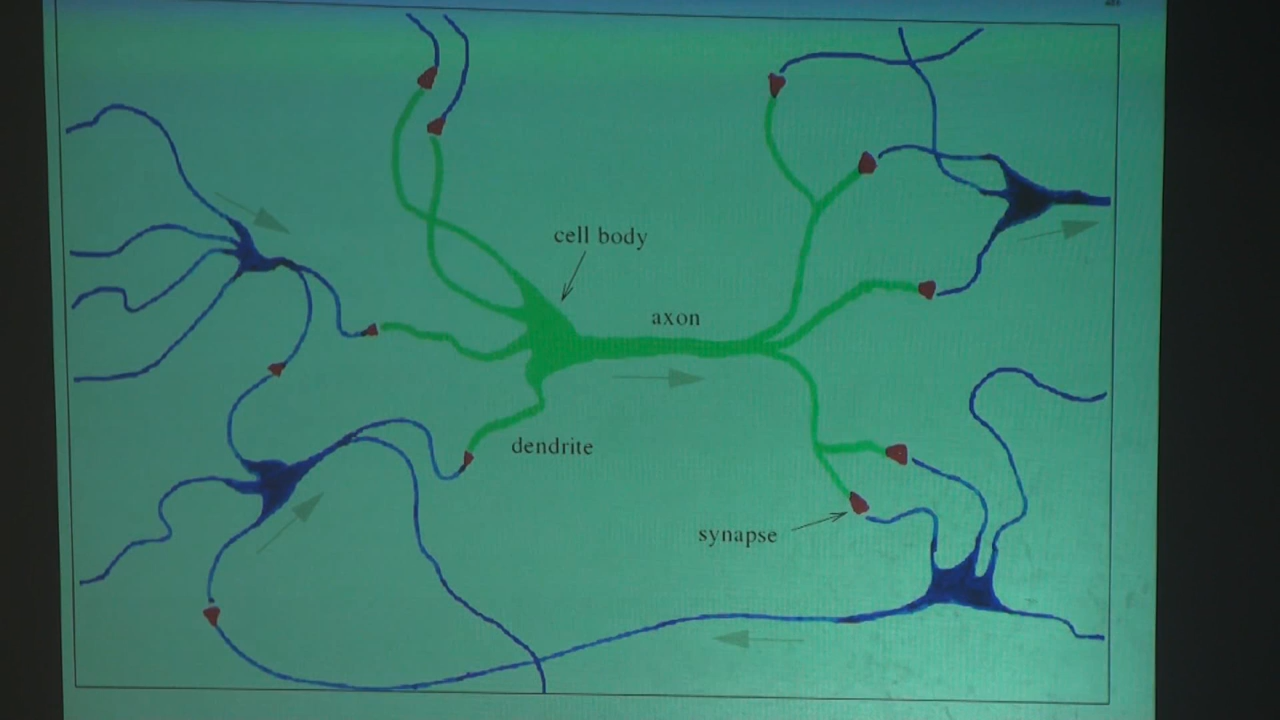 cell body
axon
dendrite
synapse